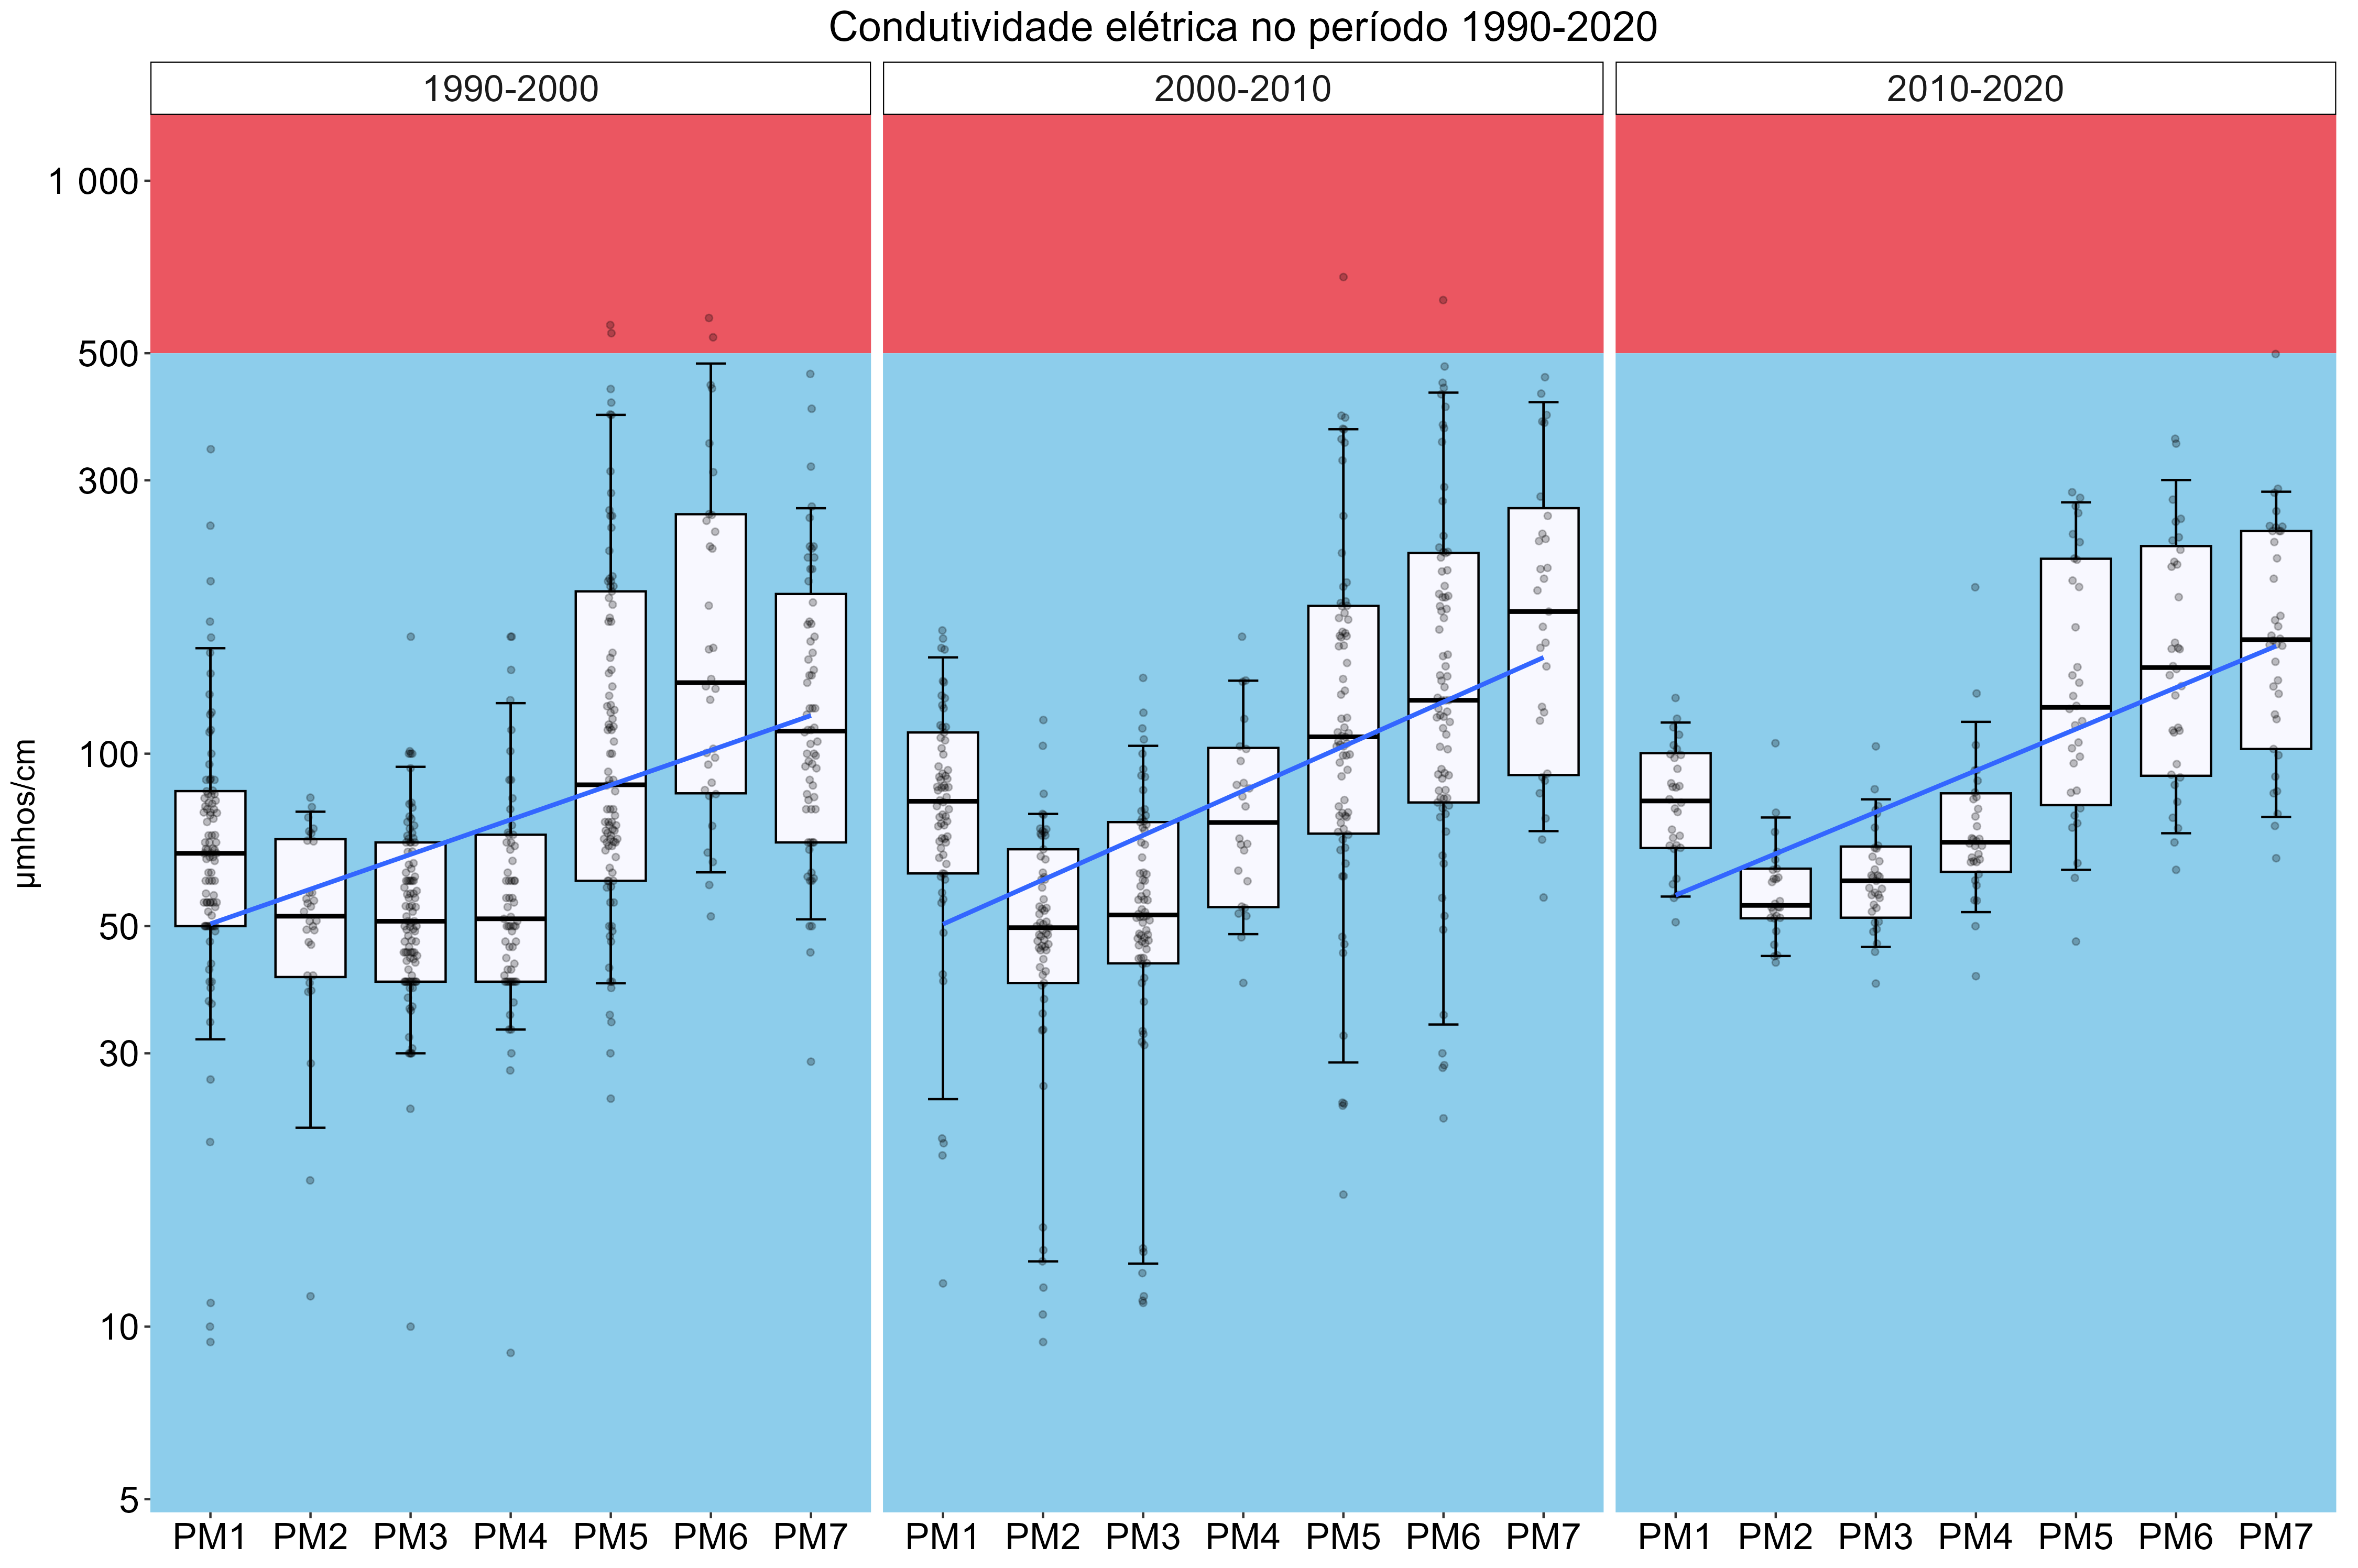 Condutividade elétrica no período 1990-2020
1990-2000
2000-2010
2010-2020
µmhos/cm
1 000
500
300
100
50
30
10
5
PM1 PM2 PM3 PM4 PM5 PM6 PM7
PM1 PM2 PM3 PM4 PM5 PM6 PM7
PM1 PM2 PM3 PM4 PM5 PM6 PM7